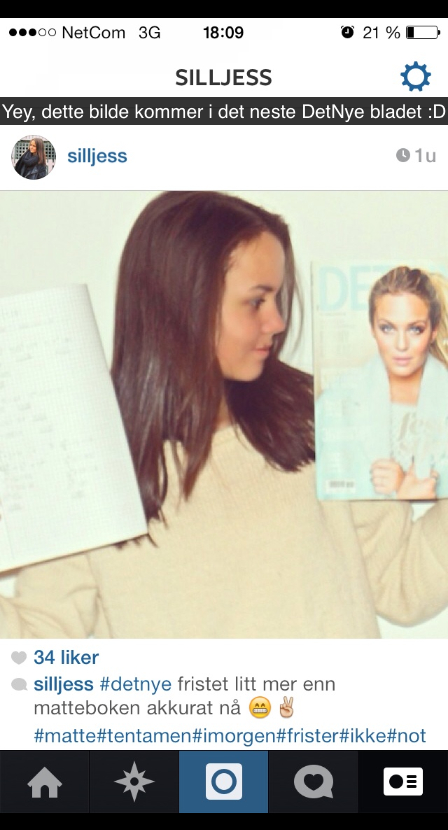 NetCom 3G 18:09 21 %
SILLJESS
Yey, dette bilde kommer i det neste DetNye bladet :D
silljess 1u
DET
34 liker
silljess #detnye fristet litt mer enn
matteboken akkurat nå 😁✌
#matte#tentamen#imorgen#frister#ikke#not